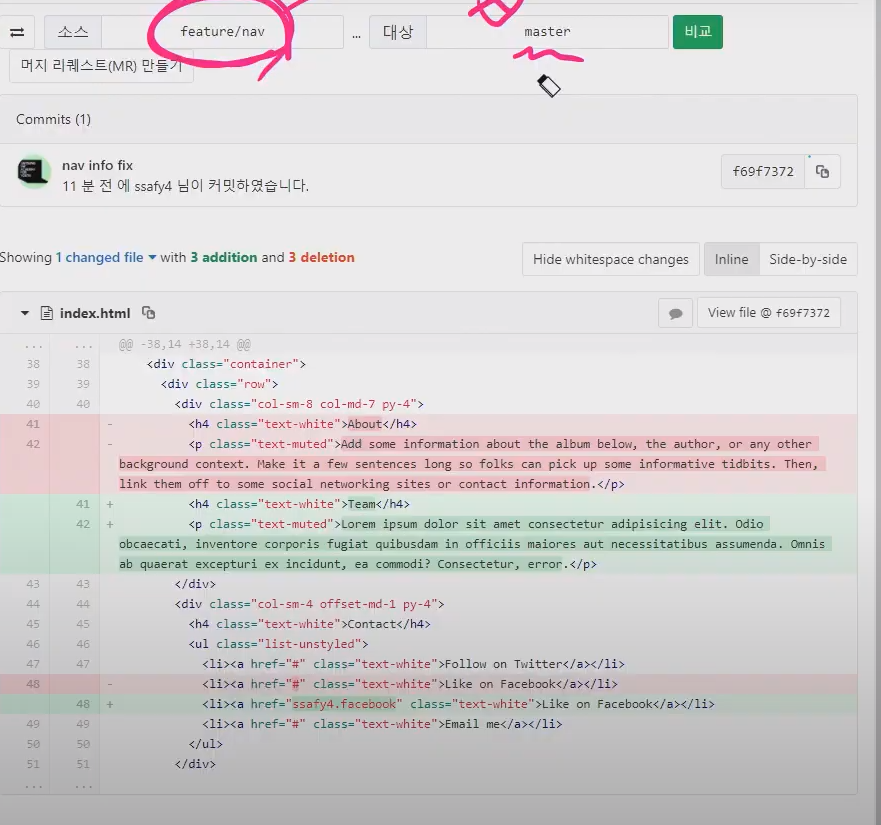 소스 feature/nav ... 대상 master 비교
머지 리퀘스트(MR) 만들기
Commits (1)
nav info fix
11 분 전 에 ssafy4 님이 커밋하였습니다.
f69f7372
Showing 1 changed file with 3 addition and 3 deletion
Hide whitespace changes Inline Side-by-side
index.html
View file @ f69f7372
... ... @@ -38,14 +38,14 @@
38 38 <div class="container">
39 39 <div class="row">
40 40 <div class="col-sm-8 col-md-7 py-4">
41 - <h4 class="text-white">About</h4>
42 - <p class="text-muted">Add some information about the album below, the author, or any other
background context. Make it a few sentences long so folks can pick up some informative tidbits. Then,
link them off to some social networking sites or contact information.</p>
41 + <h4 class="text-white">Team</h4>
42 + <p class="text-muted">Lorem ipsum dolor sit amet consectetur adipisicing elit. Odio
obcaecati, inventore corporis fugiat quibusdam in officiis maiores aut necessitatibus assumenda. Omnis
ab quaerat excepturi ex incidunt, ea commodi? Consectetur, error.</p>
43 43 </div>
44 44 <div class="col-sm-4 offset-md-1 py-4">
45 45 <h4 class="text-white">Contact</h4>
46 46 <ul class="list-unstyled">
47 47 <li><a href="#" class="text-white">Follow on Twitter</a></li>
48 - <li><a href="#" class="text-white">Like on Facebook</a></li>
48 + <li><a href="ssafy4.facebook" class="text-white">Like on Facebook</a></li>
49 49 <li><a href="#" class="text-white">Email me</a></li>
50 50 </ul>
51 51 </div>
... ...